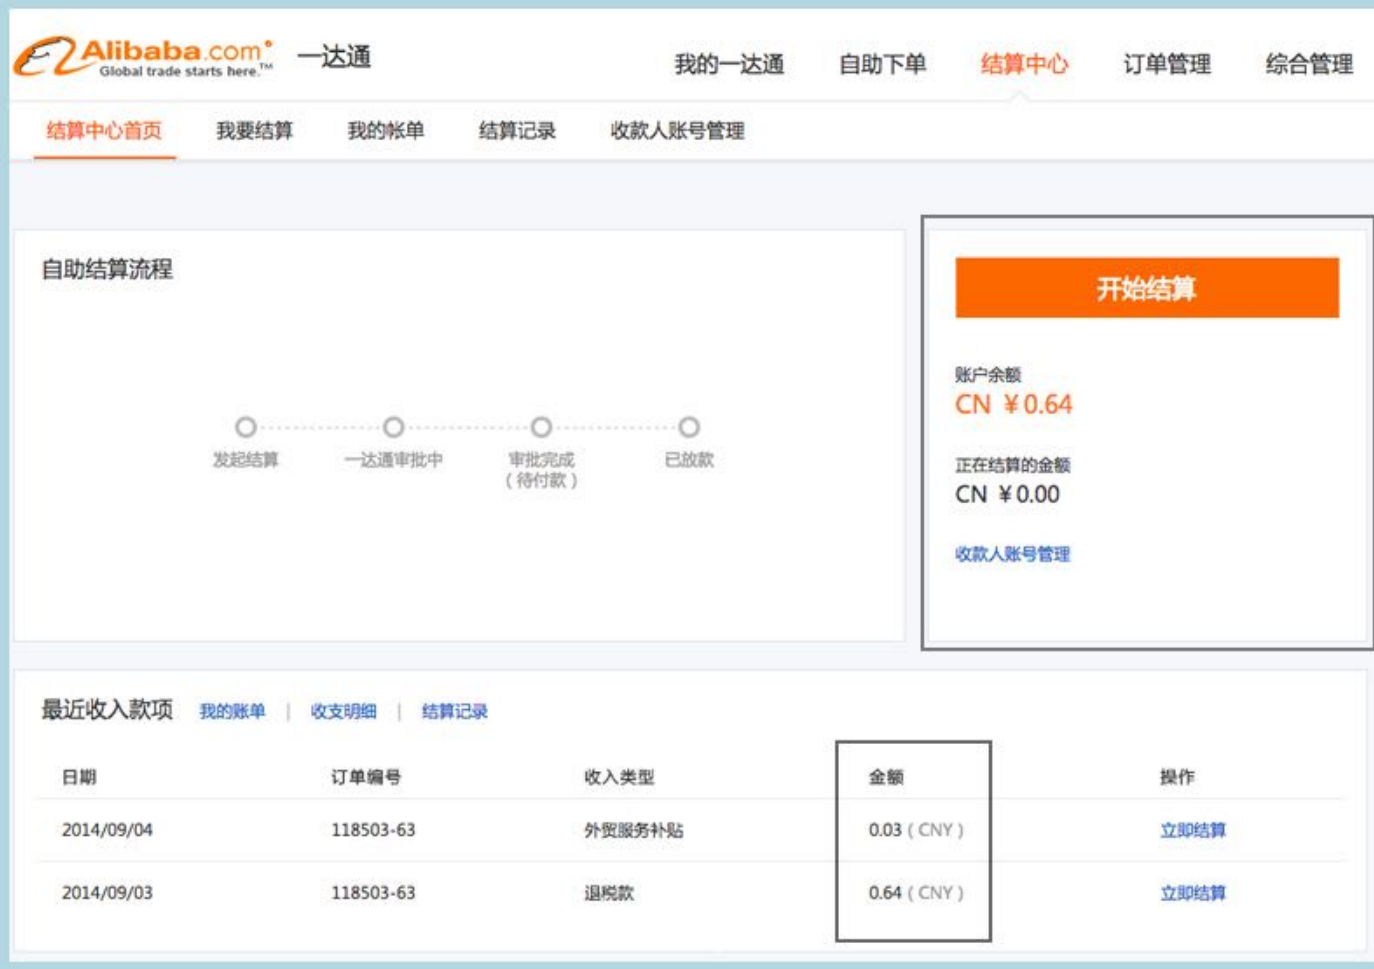 Alibaba.com® 一达通
Global trade starts here.™
我的一达通 自助下单 结算中心 订单管理 综合管理
结算中心首页 我要结算 我的帐单 结算记录 收款人账号管理
自助结算流程
发起结算 一达通审批中 审批完成 已放款
(待付款)
开始结算
账户余额
CN ¥0.64
正在结算的金额
CN ¥0.00
收款人账号管理
最近收入款项 我的账单 | 收支明细 | 结算记录
日期 订单编号 收入类型 金额 操作
2014/09/04 118503-63 外贸服务补贴 0.03 ( CNY ) 立即结算
2014/09/03 118503-63 退税款 0.64 ( CNY ) 立即结算